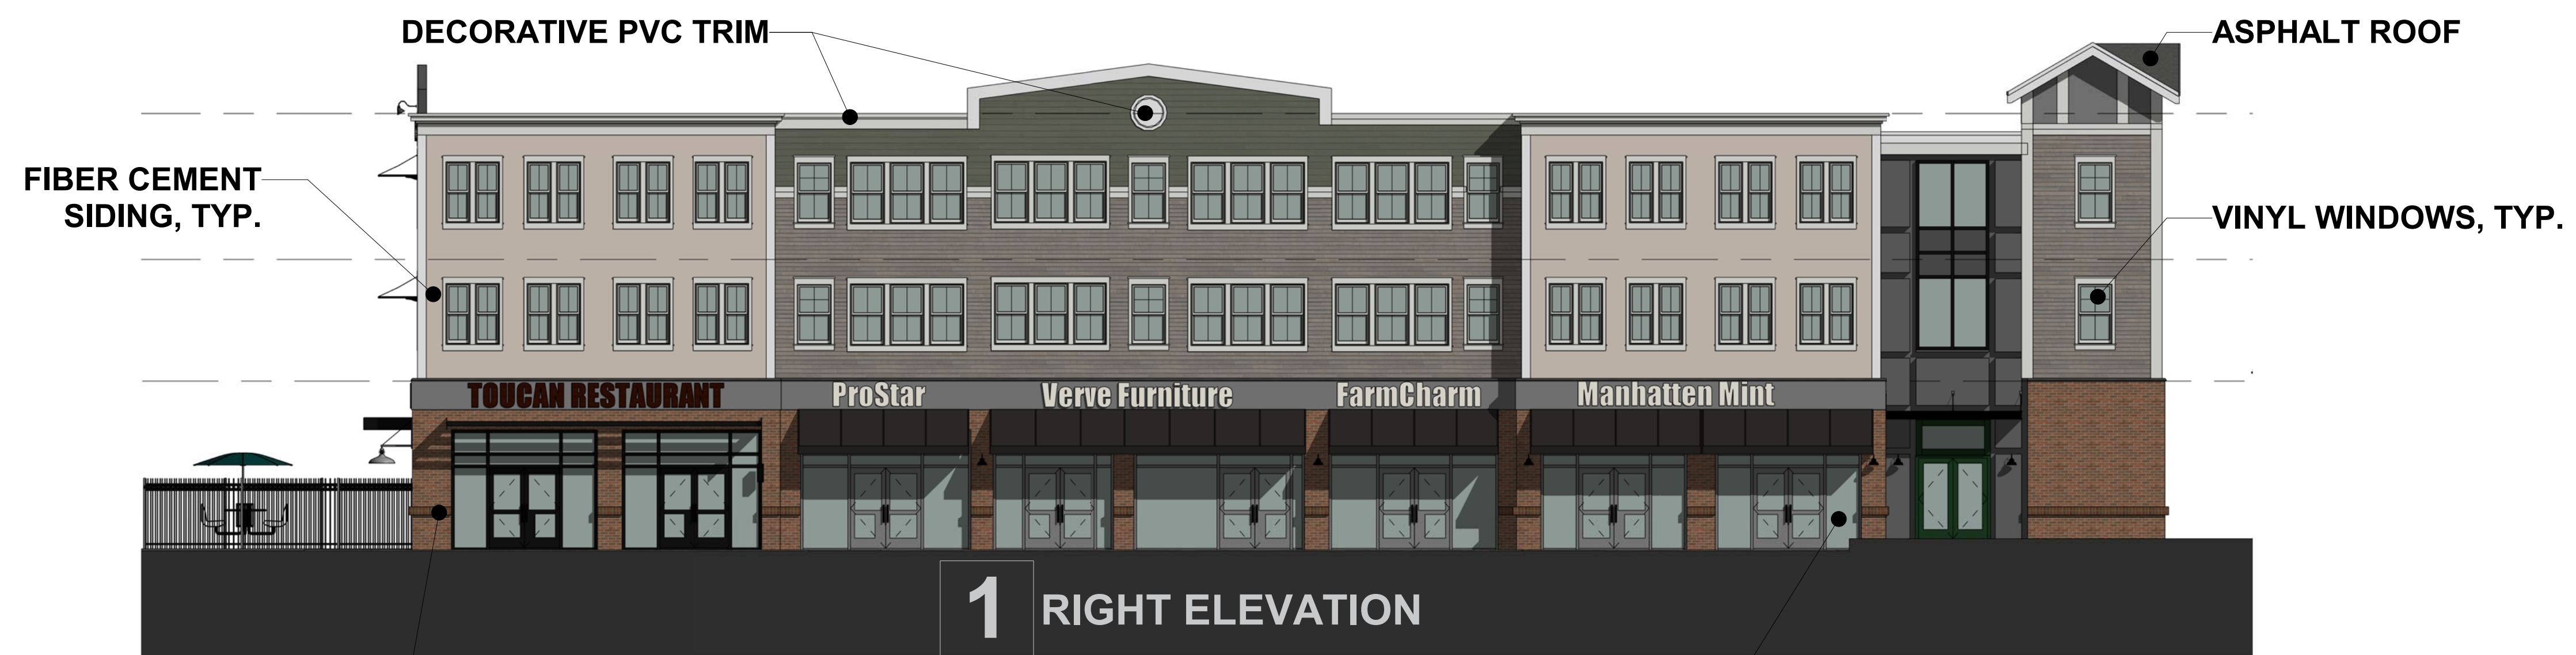 DECORATIVE PVC TRIM
ASPHALT ROOF
FIBER CEMENT
SIDING, TYP.
VINYL WINDOWS, TYP.
TOUCAN RESTAURANT
ProStar
Verve Furniture
FarmCharm
Manhatten Mint
1
RIGHT ELEVATION